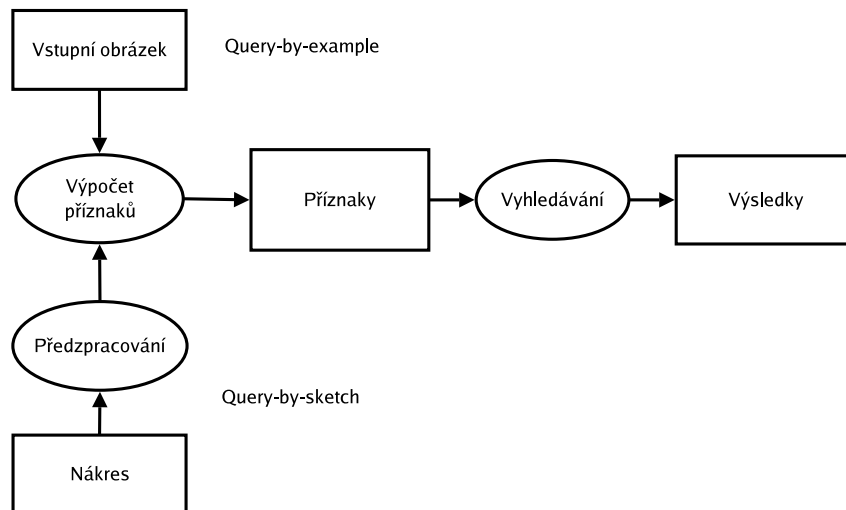 Vstupní obrázek
Query-by-example
Výpočet
příznaků
Příznaky
Vyhledávání
Výsledky
Předzpracování
Query-by-sketch
Nákres